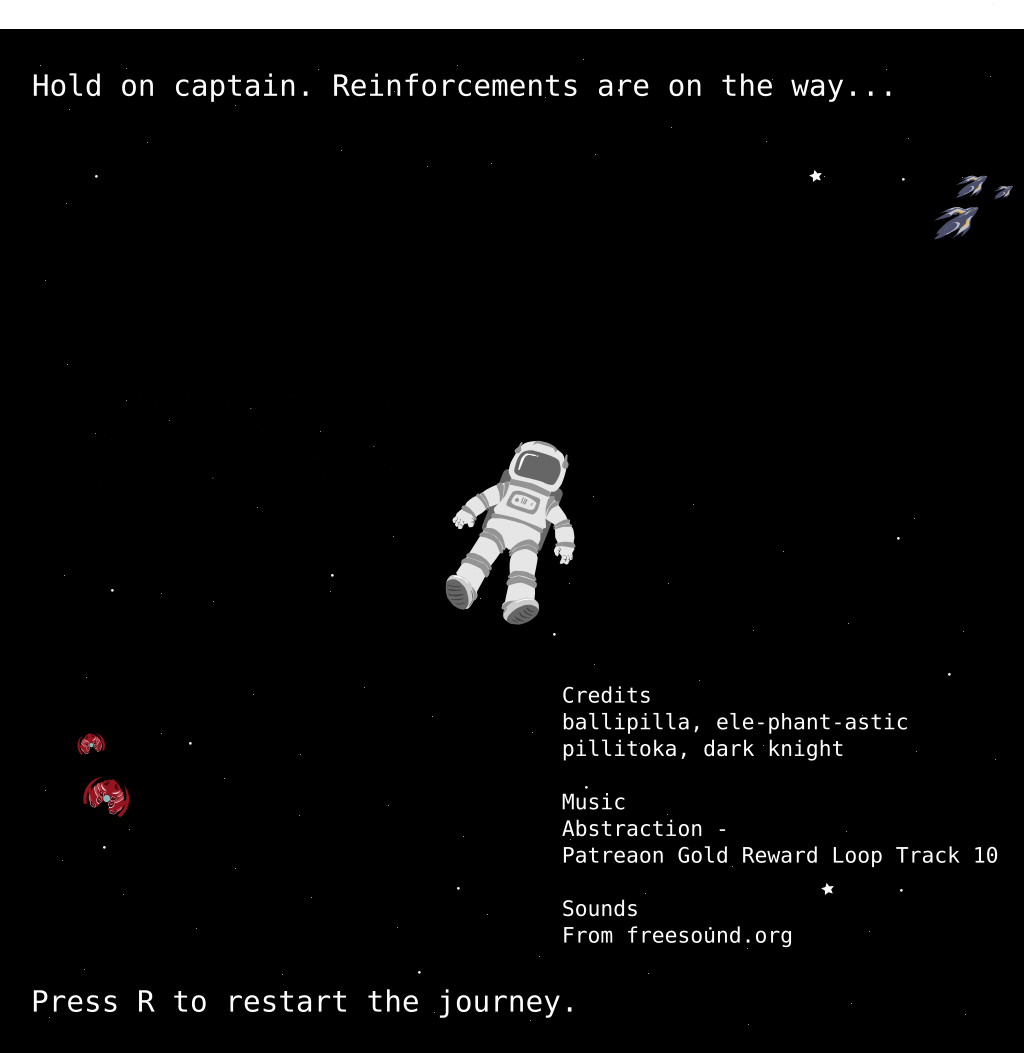 Hold on captain. Reinforcements are on the way...
Credits
ballipilla, ele-phant-astic
pillitoka, dark knight
Music
Abstraction -
Patreaon Gold Reward Loop Track 10
Sounds
From freesound.org
Press R to restart the journey.